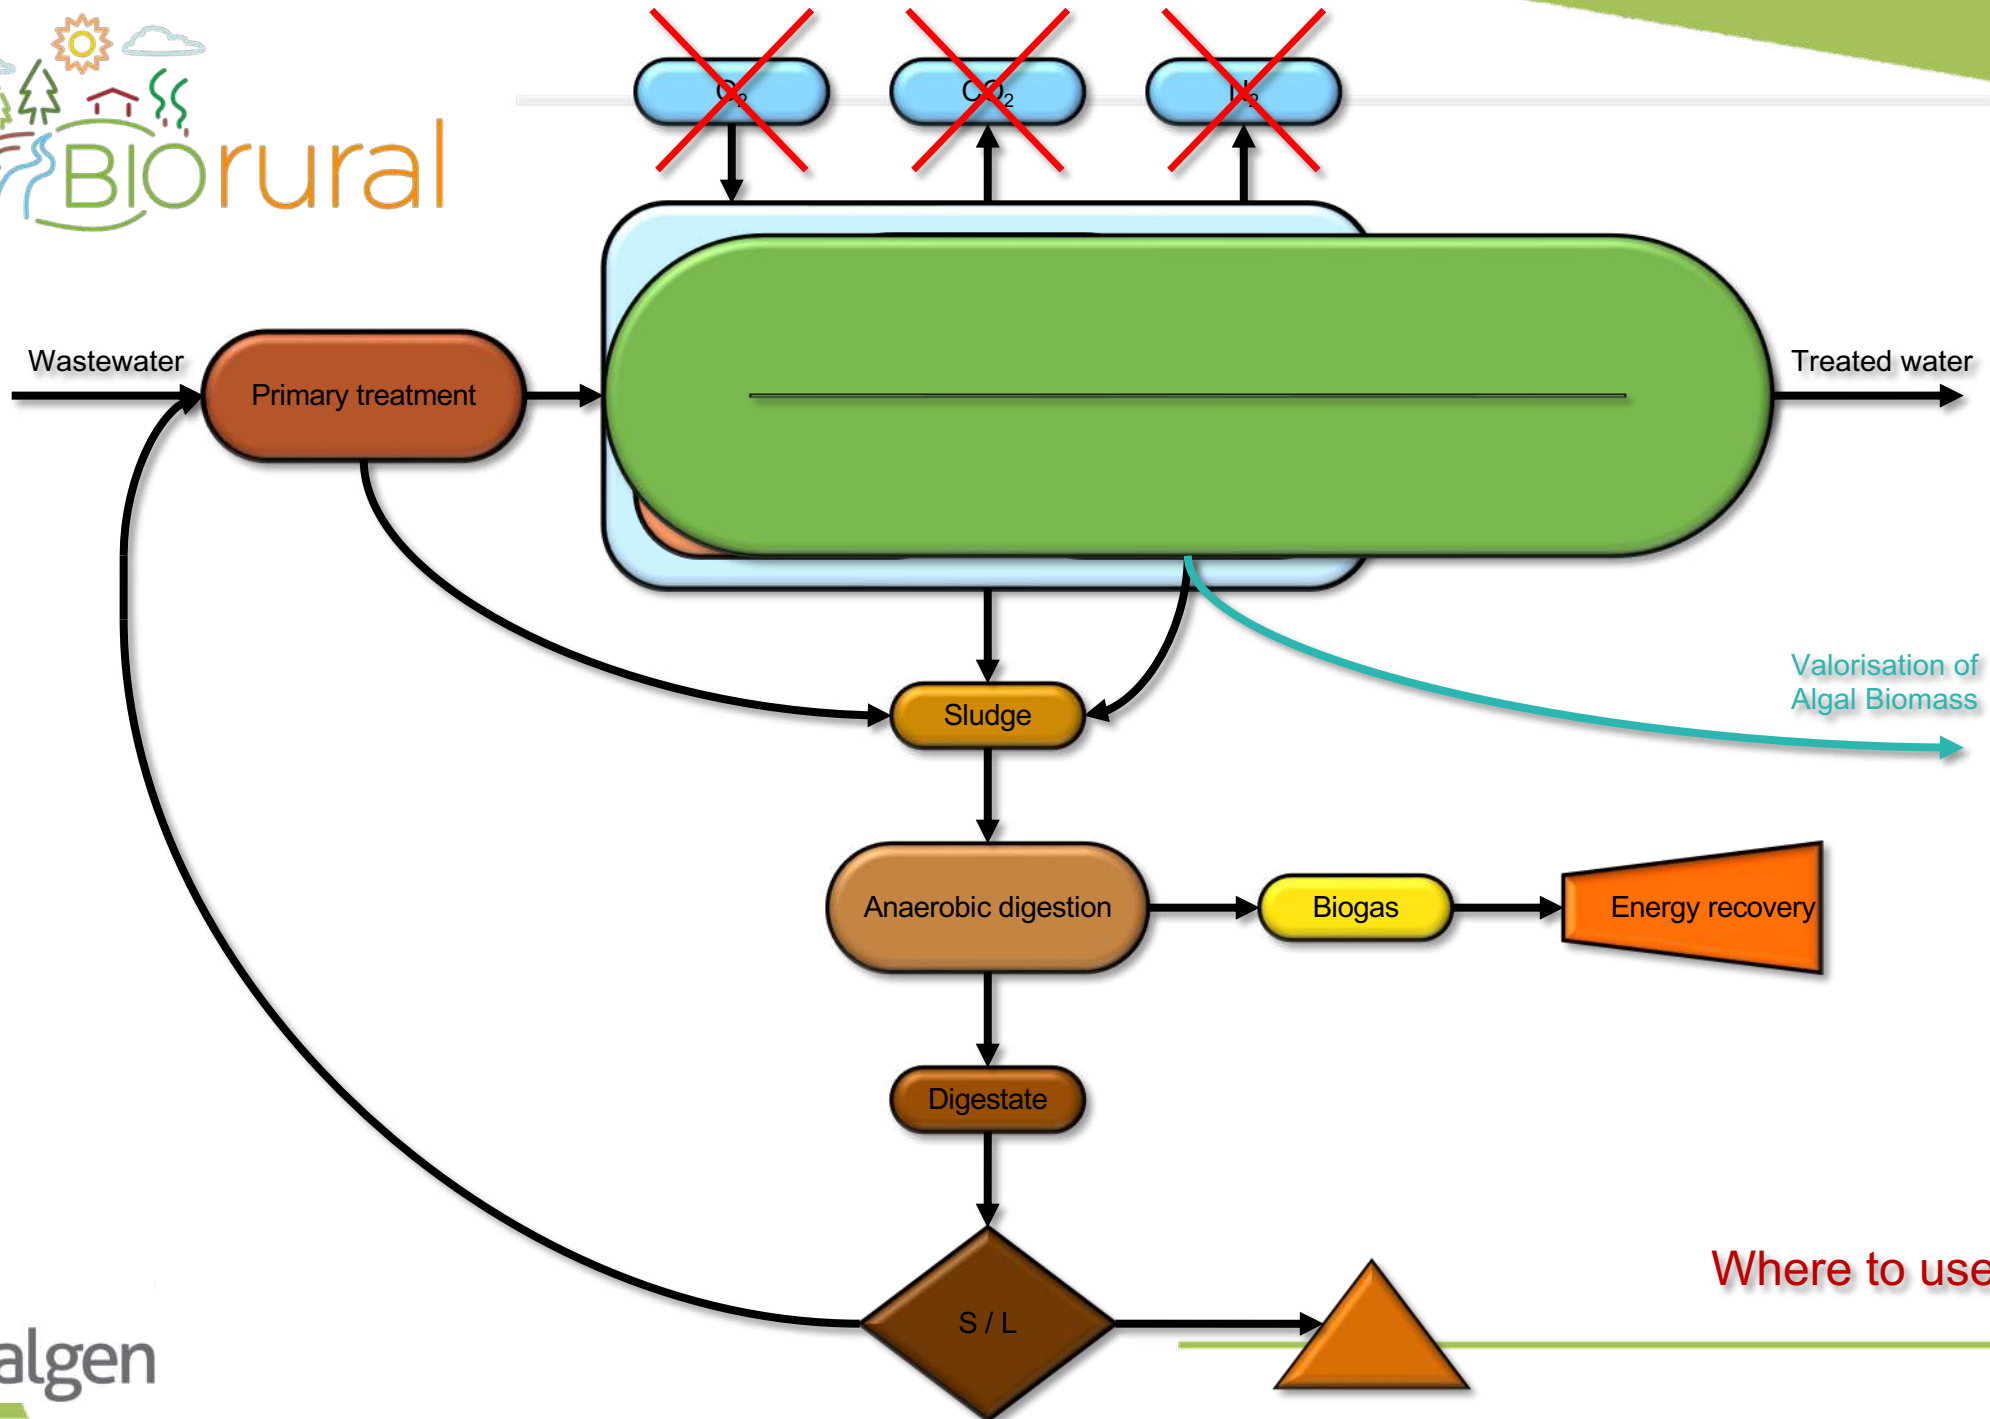 O₂
CO₂
N₂
BIOrural
Wastewater
Primary treatment
Treated water
Valorisation of
Algal Biomass
Sludge
Anaerobic digestion
Biogas
Energy recovery
Digestate
Where to use
S / L
algen